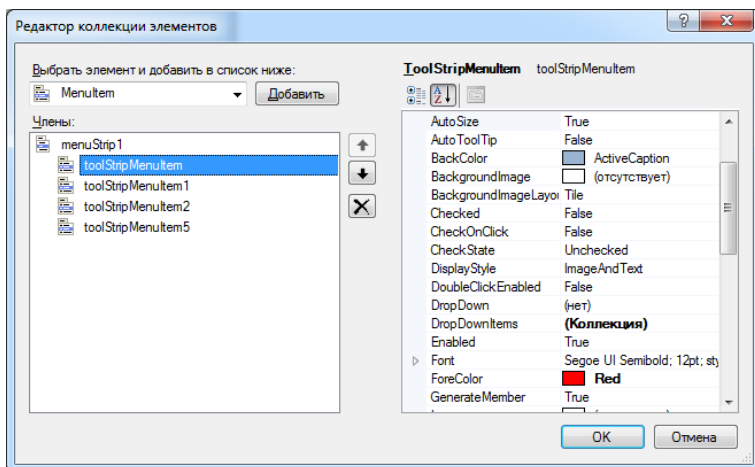 Редактор коллекции элементов
Выбрать элемент и добавить в список ниже:
MenuItem
Добавить
Члены:
menuStrip1
toolStripMenuItem
toolStripMenuItem1
toolStripMenuItem2
toolStripMenuItem5
ToolStripMenuItem toolStripMenuItem
AutoSize True
AutoToolTip False
BackColor ActiveCaption
BackgroundImage (отсутствует)
BackgroundImageLayou Tile
Checked False
CheckOnClick False
CheckState Unchecked
DisplayStyle ImageAndText
DoubleClickEnabled False
DropDown (нет)
DropDownItems (Коллекция)
Enabled True
Font Segoe UI Semibold; 12pt; sty
ForeColor Red
GenerateMember True
OK Отмена